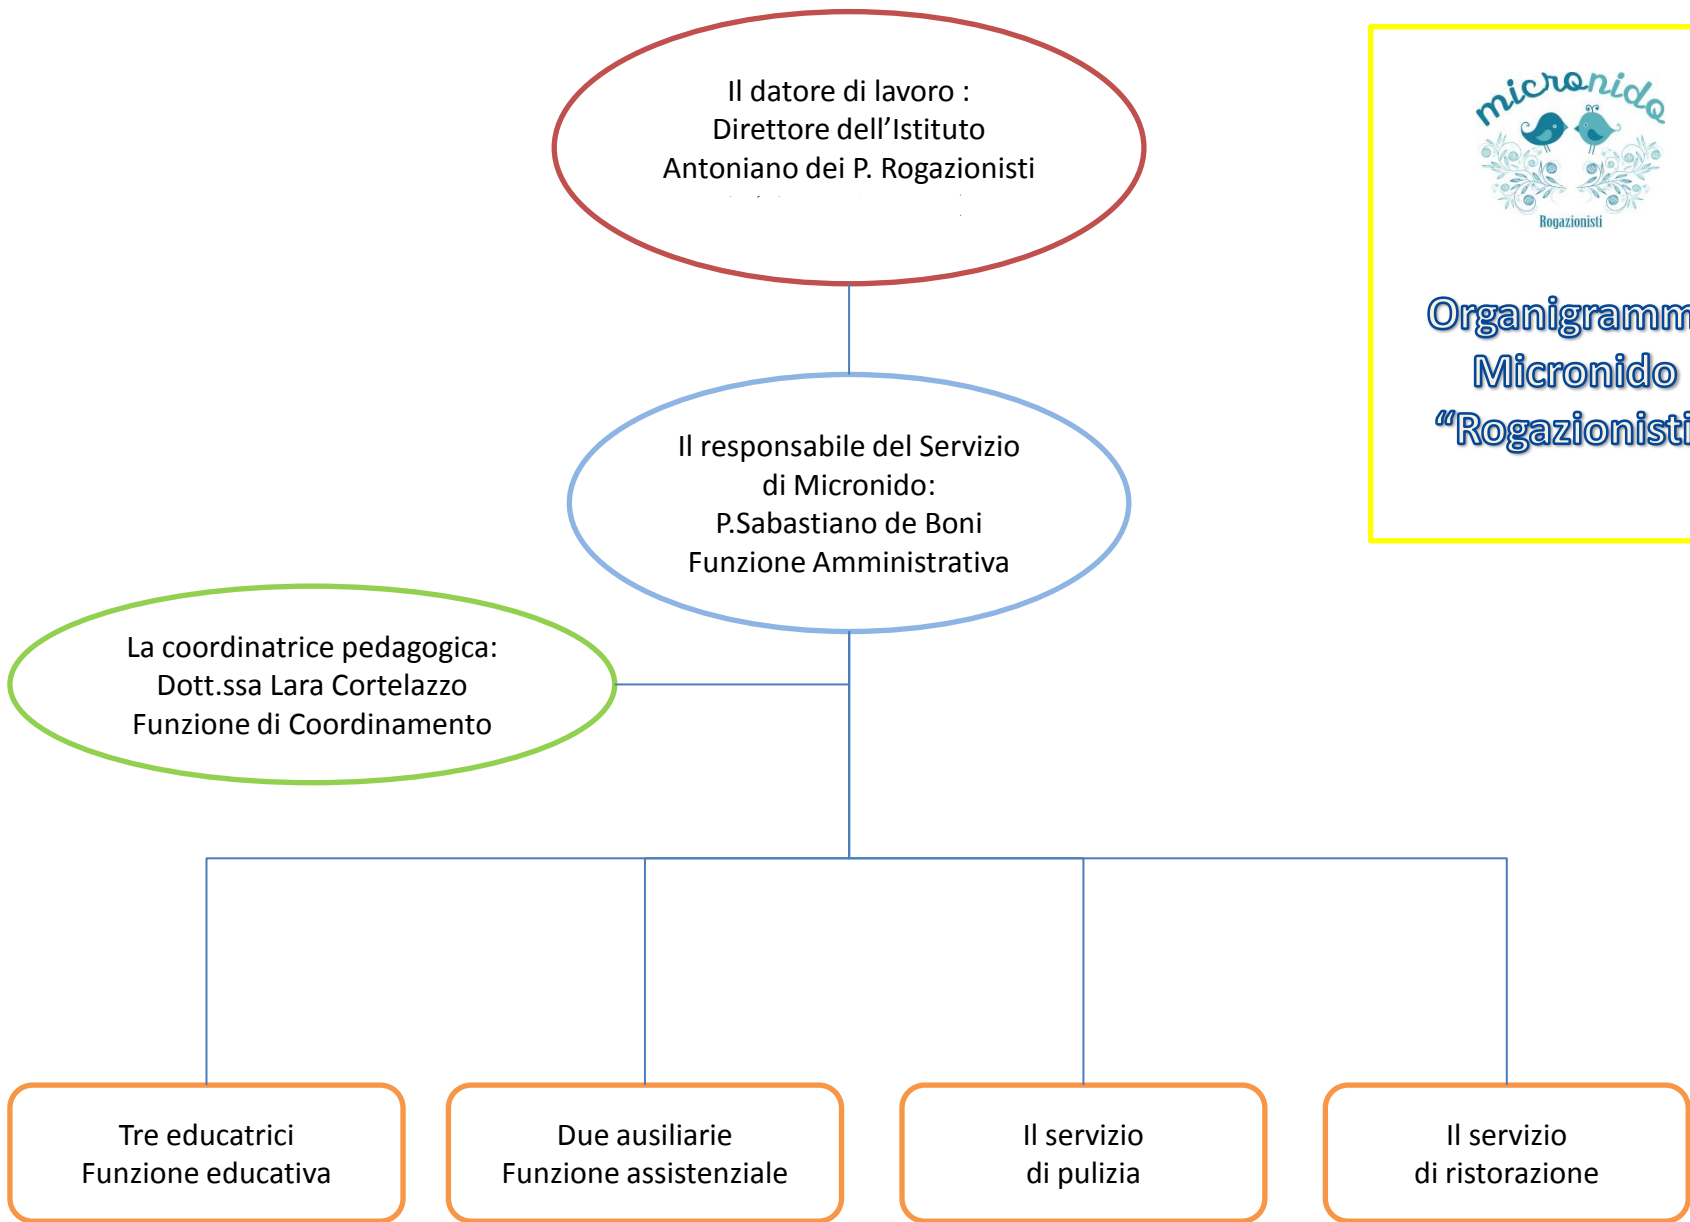 Il datore di lavoro :
Direttore dell’Istituto
Antoniano dei P. Rogazionisti
micronido
Rogazionisti
Organigramm
Micronido
“Rogazionisti
Il responsabile del Servizio
di Micronido:
P.Sabastiano de Boni
Funzione Amministrativa
La coordinatrice pedagogica:
Dott.ssa Lara Cortelazzo
Funzione di Coordinamento
Tre educatrici
Funzione educativa
Due ausiliarie
Funzione assistenziale
Il servizio
di pulizia
Il servizio
di ristorazione